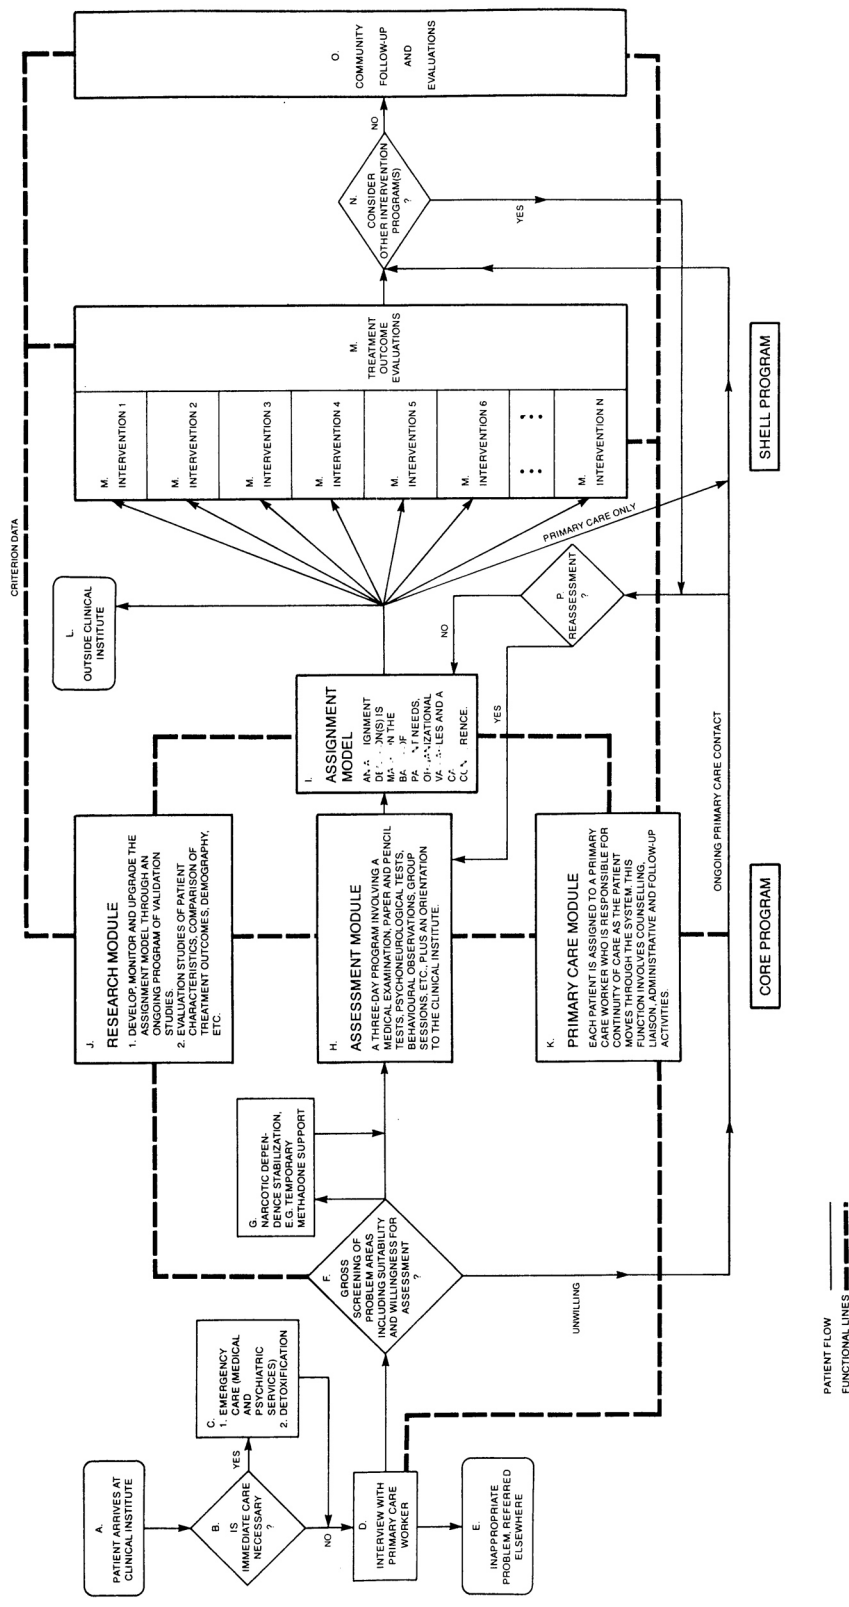 A.
PATIENT ARRIVES AT
CLINICAL INSTITUTE
B.
IS
IMMEDIATE CARE
NECESSARY
?
YES
NO
C.
1. EMERGENCY
CARE (MEDICAL
AND
PSYCHIATRIC
SERVICES)
2. DETOXIFICATION
D.
INTERVIEW WITH
PRIMARY CARE
WORKER
E.
INAPPROPRIATE
PROBLEM, REFERRED
ELSEWHERE
F.
GROSS
SCREENING OF
PROBLEM AREAS
INCLUDING SUITABILITY
AND WILLINGNESS FOR
ASSESSMENT
?
UNWILLING
G.
NARCOTIC DEPEN-
DENCE STABILIZATION,
E.G. TEMPORARY
METHADONE SUPPORT
J.
RESEARCH MODULE
1. DEVELOP, MONITOR AND UPGRADE THE
ASSIGNMENT MODEL THROUGH AN
ONGOING PROGRAM OF VALIDATION
STUDIES.
2. EVALUATION STUDIES OF PATIENT
CHARACTERISTICS, COMPARISON OF
TREATMENT OUTCOMES, DEMOGRAPHY,
ETC.
H.
ASSESSMENT MODULE
A THREE-DAY PROGRAM INVOLVING A
MEDICAL EXAMINATION, PAPER AND PENCIL
TESTS, PSYCHONEUROLOGICAL TESTS,
BEHAVIOURAL OBSERVATIONS, GROUP
SESSIONS, ETC., PLUS AN ORIENTATION
TO THE CLINICAL INSTITUTE.
K.
PRIMARY CARE MODULE
EACH PATIENT IS ASSIGNED TO A PRIMARY
CARE WORKER WHO IS RESPONSIBLE FOR
CONTINUITY OF CARE AS THE PATIENT
MOVES THROUGH THE SYSTEM. THIS
FUNCTION INVOLVES COUNSELLING,
LIAISON, ADMINISTRATIVE AND FOLLOW-UP
ACTIVITIES.
I.
ASSIGNMENT
MODEL
THE
NEEDS,
AND A
L.
OUTSIDE CLINICAL
INSTITUTE
CRITERION DATA
P.
REASSESSMENT
?
NO
YES
PRIMARY CARE ONLY
ONGOING PRIMARY CARE CONTACT
M.
INTERVENTION 1
M.
INTERVENTION 2
M.
INTERVENTION 3
M.
INTERVENTION 4
M.
INTERVENTION 5
M.
INTERVENTION 6
M.
INTERVENTION N
M.
TREATMENT
OUTCOME
EVALUATIONS
N.
CONSIDER
OTHER INTERVENTION
PROGRAM(S)
?
NO
YES
O.
COMMUNITY
FOLLOW-UP
AND
EVALUATIONS
CORE PROGRAM
SHELL PROGRAM
PATIENT FLOW
FUNCTIONAL LINES